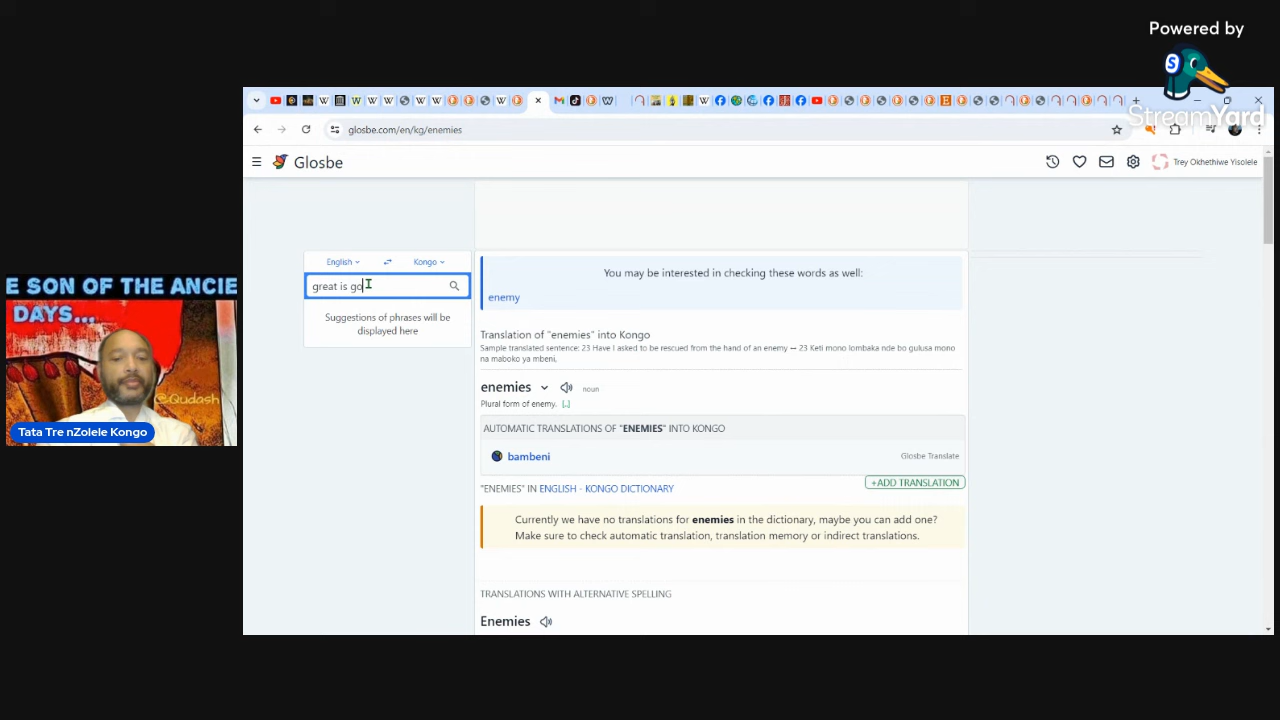 Powered by
StreamYard
glosbe.com/en/kg/enemies
Glosbe
Trey Okhethiwe Yisolele
English
Kongo
great is go
Suggestions of phrases will be
displayed here
You may be interested in checking these words as well:
enemy
Translation of "enemies" into Kongo
Sample translated sentence: 23 Have I asked to be rescued from the hand of an enemy ↔ 23 Keti mono lombaka nde bo gulusa mono
na maboko ya mbeni,
enemies
noun
Plural form of enemy. [..]
AUTOMATIC TRANSLATIONS OF "ENEMIES" INTO KONGO
bambeni
Glosbe Translate
+ADD TRANSLATION
"ENEMIES" IN ENGLISH - KONGO DICTIONARY
Currently we have no translations for enemies in the dictionary, maybe you can add one?
Make sure to check automatic translation, translation memory or indirect translations.
TRANSLATIONS WITH ALTERNATIVE SPELLING
Enemies
E SON OF THE ANCIE
DAYS...
@Qudash
Tata Tre nZolele Kongo